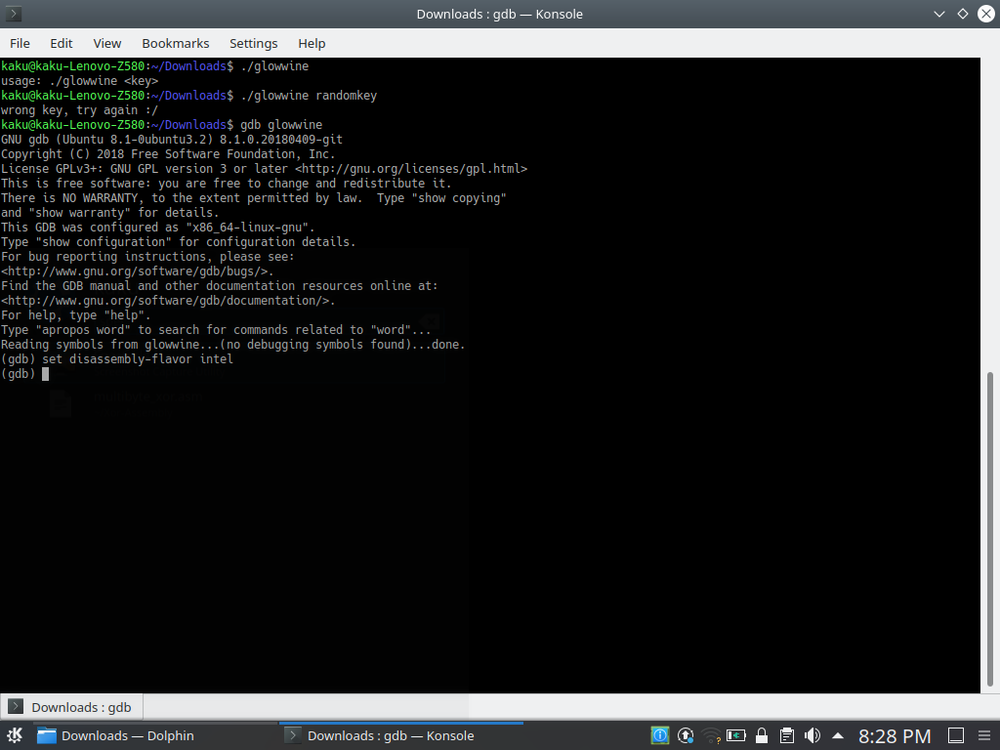 Downloads : gdb — Konsole
File Edit View Bookmarks Settings Help
kaku@kaku-Lenovo-Z580:~/Downloads$ ./glowwine
usage: ./glowwine <key>
kaku@kaku-Lenovo-Z580:~/Downloads$ ./glowwine randomkey
wrong key, try again :/
kaku@kaku-Lenovo-Z580:~/Downloads$ gdb glowwine
GNU gdb (Ubuntu 8.1-0ubuntu3.2) 8.1.0.20180409-git
Copyright (C) 2018 Free Software Foundation, Inc.
License GPLv3+: GNU GPL version 3 or later <http://gnu.org/licenses/gpl.html>
This is free software: you are free to change and redistribute it.
There is NO WARRANTY, to the extent permitted by law.  Type "show copying"
and "show warranty" for details.
This GDB was configured as "x86_64-linux-gnu".
Type "show configuration" for configuration details.
For bug reporting instructions, please see:
<http://www.gnu.org/software/gdb/bugs/>.
Find the GDB manual and other documentation resources online at:
<http://www.gnu.org/software/gdb/documentation/>.
For help, type "help".
Type "apropos word" to search for commands related to "word"...
Reading symbols from glowwine...(no debugging symbols found)...done.
(gdb) set disassembly-flavor intel
(gdb)
Downloads : gdb
Downloads — Dolphin Downloads : gdb — Konsole 8:28 PM